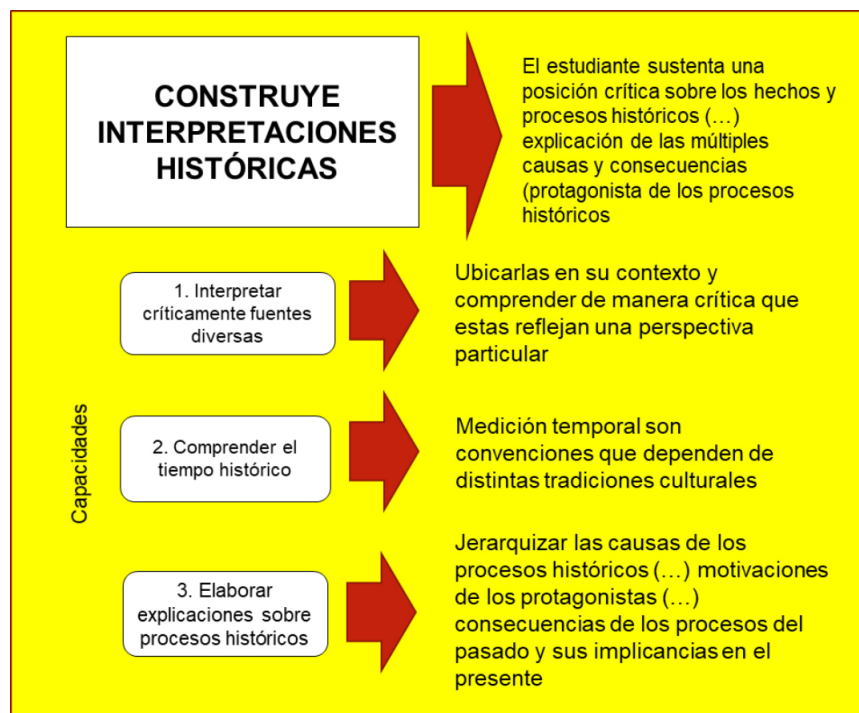 CONSTRUYE
INTERPRETACIONES
HISTÓRICAS
El estudiante sustenta una
posición crítica sobre los hechos y
procesos históricos (…)
explicación de las múltiples
causas y consecuencias
(protagonista de los procesos
históricos
Capacidades
1. Interpretar
críticamente fuentes
diversas
Ubicarlas en su contexto y
comprender de manera crítica que
estas reflejan una perspectiva
particular
2. Comprender el
tiempo histórico
Medición temporal son
convenciones que dependen de
distintas tradiciones culturales
3. Elaborar
explicaciones sobre
procesos históricos
Jerarquizar las causas de los
procesos históricos (…) motivaciones
de los protagonistas (…)
consecuencias de los procesos del
pasado y sus implicancias en el
presente